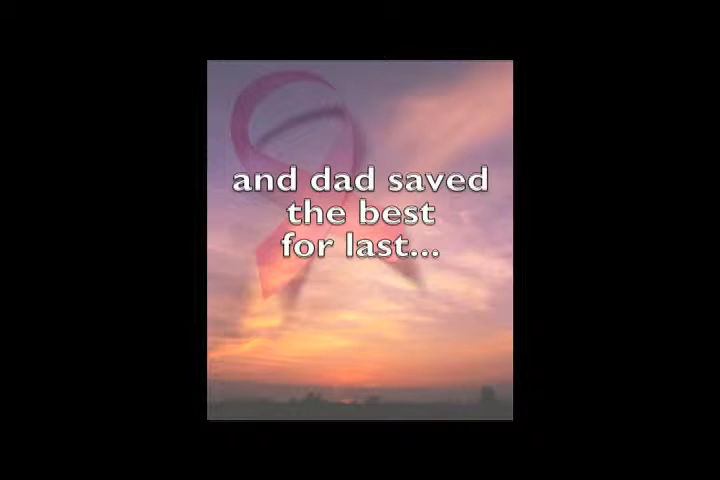 and dad saved
the best
for last...